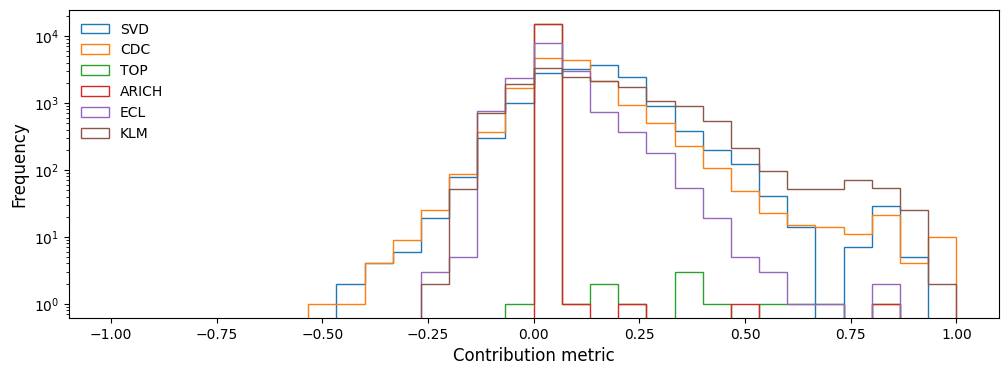 SVD
CDC
TOP
ARICH
ECL
KLM
Frequency
10⁴
10³
10²
10¹
10⁰
−1.00 −0.75 −0.50 −0.25 0.00 0.25 0.50 0.75 1.00
Contribution metric